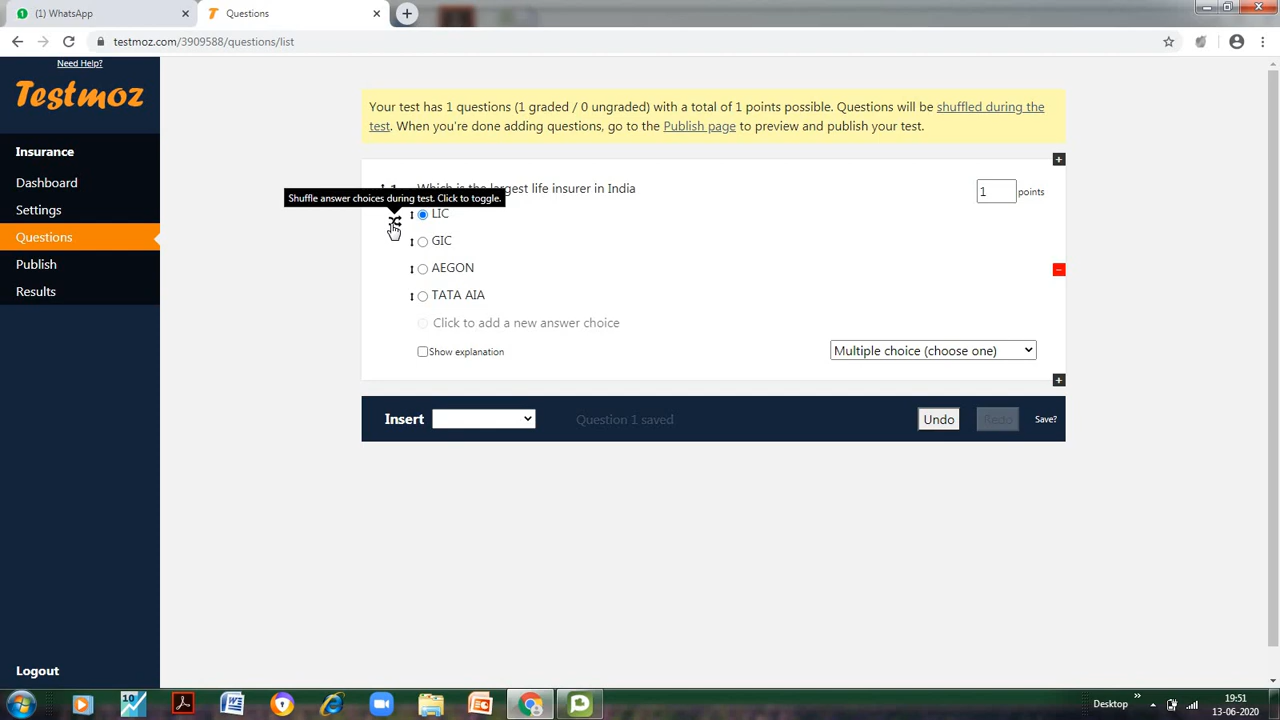 (1) WhatsApp
Questions
testmoz.com/3909588/questions/list
Need Help?
Testmoz
Insurance
Dashboard
Settings
Questions
Publish
Results
Logout
Your test has 1 questions (1 graded / 0 ungraded) with a total of 1 points possible. Questions will be shuffled during the
test. When you're done adding questions, go to the Publish page to preview and publish your test.
Which is the largest life insurer in India
1 points
Shuffle answer choices during test. Click to toggle.
LIC
GIC
AEGON
TATA AIA
Click to add a new answer choice
Show explanation
Multiple choice (choose one)
Insert
Question 1 saved
Undo
Redo
Save?
Desktop
19:51
13-06-2020